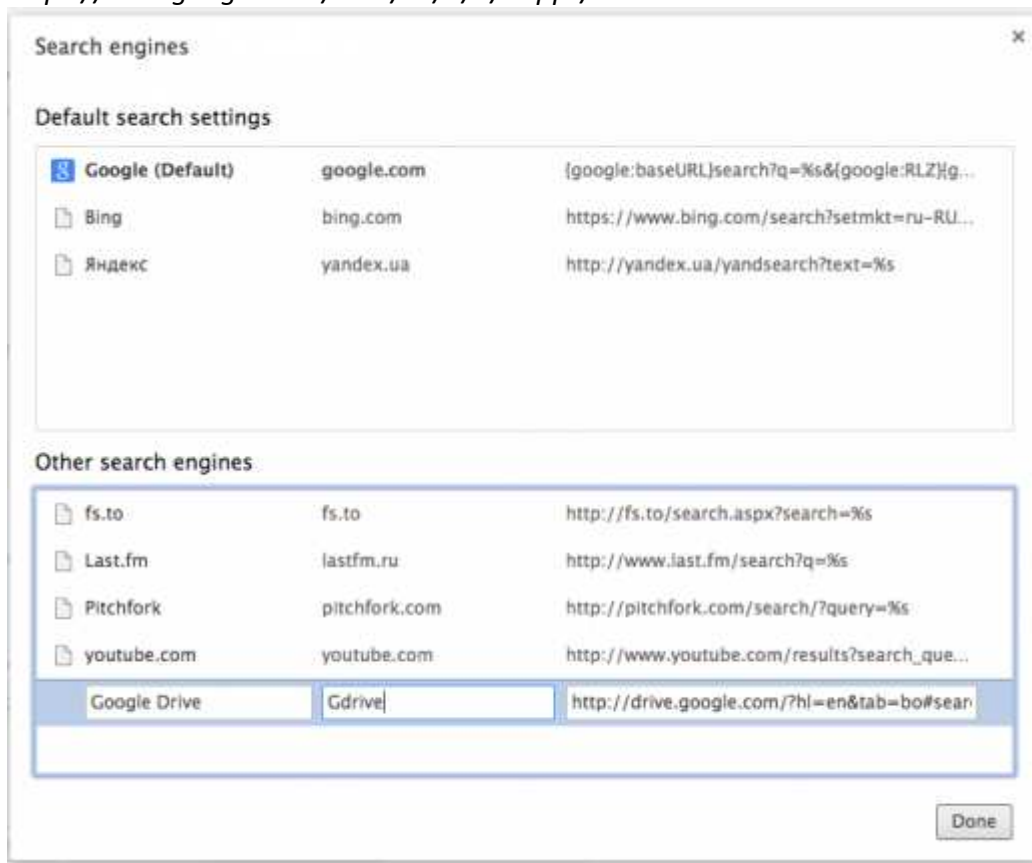 Search engines
Default search settings
Google (Default) google.com {google:baseURL}search?q=%s&{google:RLZ}{g...
Bing bing.com https://www.bing.com/search?setmkt=ru-RU...
Яндекс yandex.ua http://yandex.ua/yandsearch?text=%s
Other search engines
fs.to fs.to http://fs.to/search.aspx?search=%s
Last.fm lastfm.ru http://www.last.fm/search?q=%s
Pitchfork pitchfork.com http://pitchfork.com/search/?query=%s
youtube.com youtube.com http://www.youtube.com/results?search_que...
Google Drive Gdrive http://drive.google.com/?hl=en&tab=bo#sear
Done